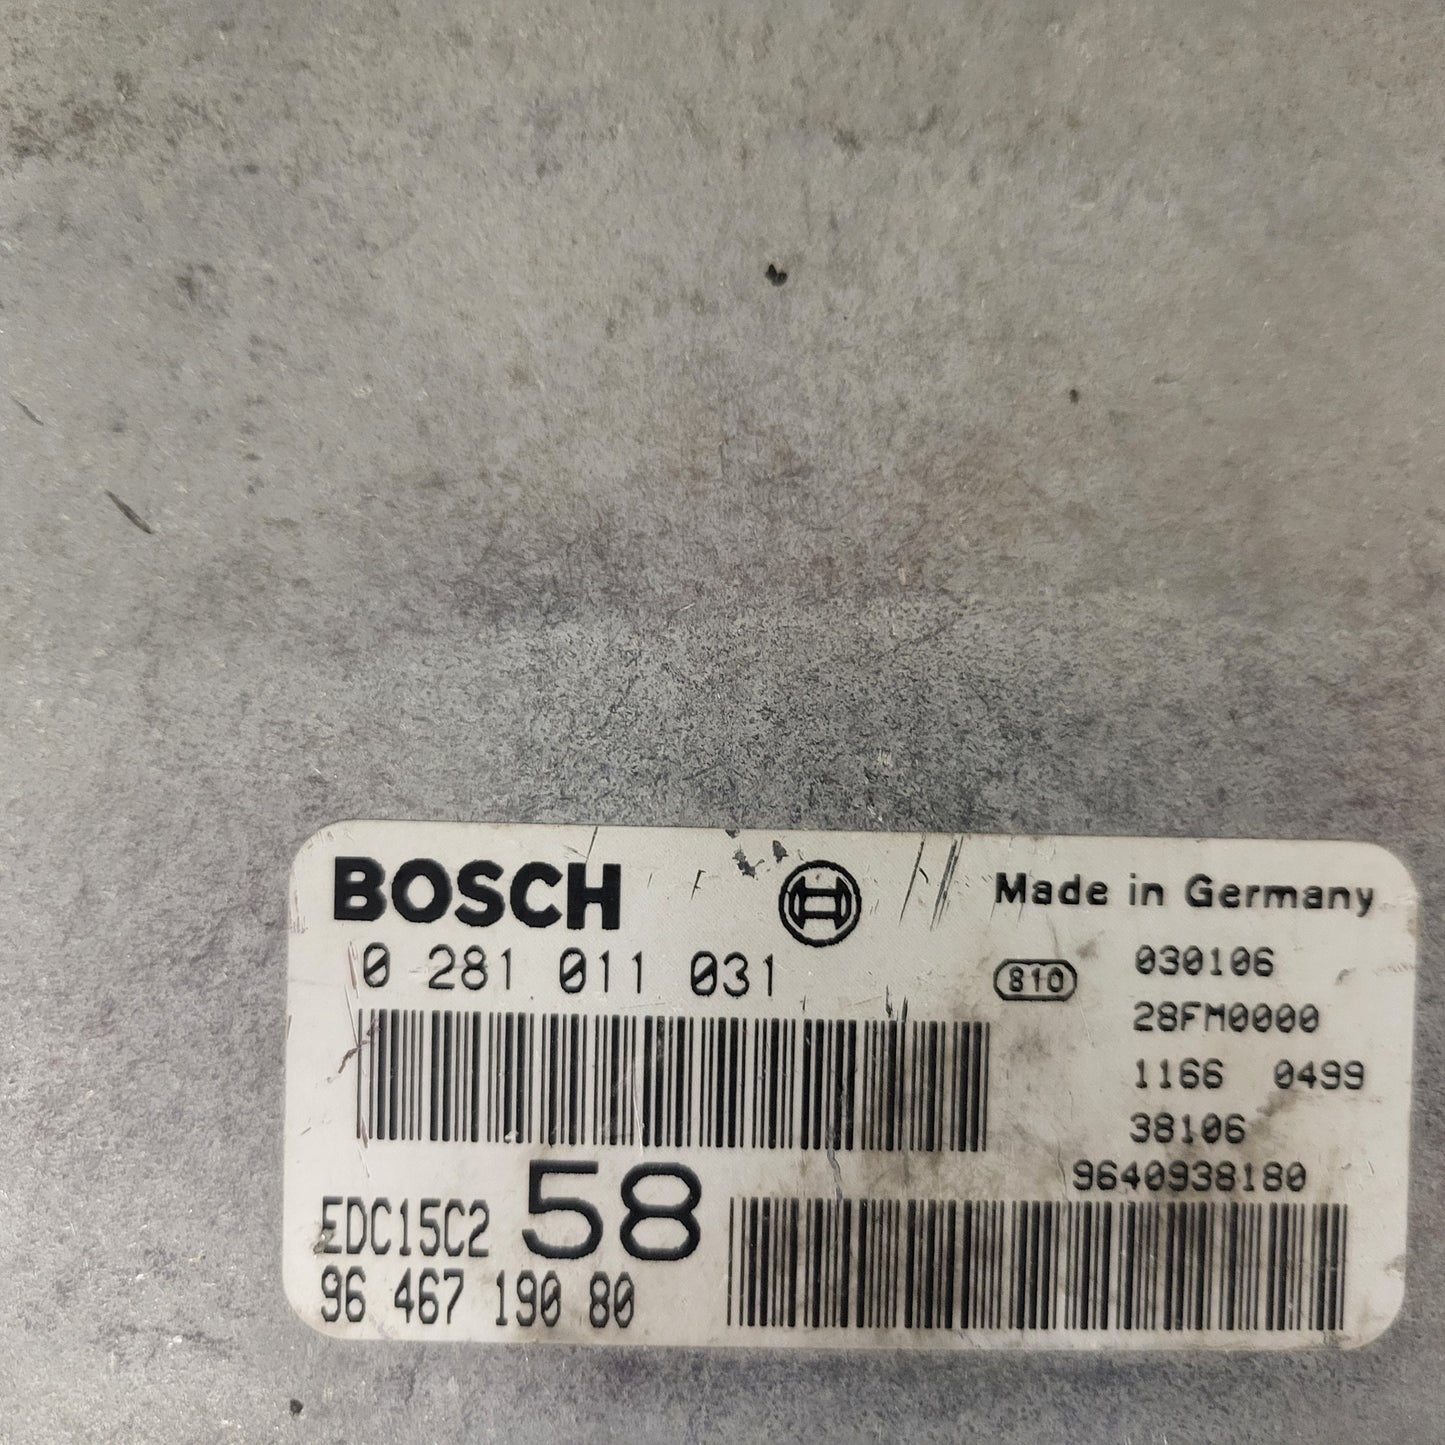 BOSCH
Made in Germany
0 281 011 031
810
030106
28FM0000
1166 0499
38106
9640938180
EDC15C2 58
96 467 190 80